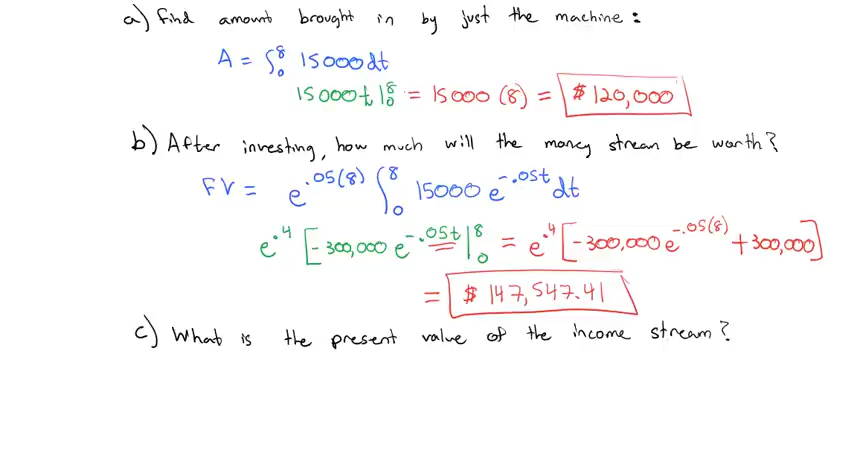 a) Find amount brought in by just the machine:
A = ∫₀⁸ 15000dt
15000t |₀⁸ = 15000 (8) = $ 120,000
b) After investing, how much will the money stream be worth?
FV = e^.05(8) ∫₀⁸ 15000 e^-.05t dt
e^.4 [-300,000 e^-.05t |₀⁸ = e^.4 [-300,000 e^-.05(8) + 300,000]
= $ 147,547.41
c) What is the present value of the income stream?